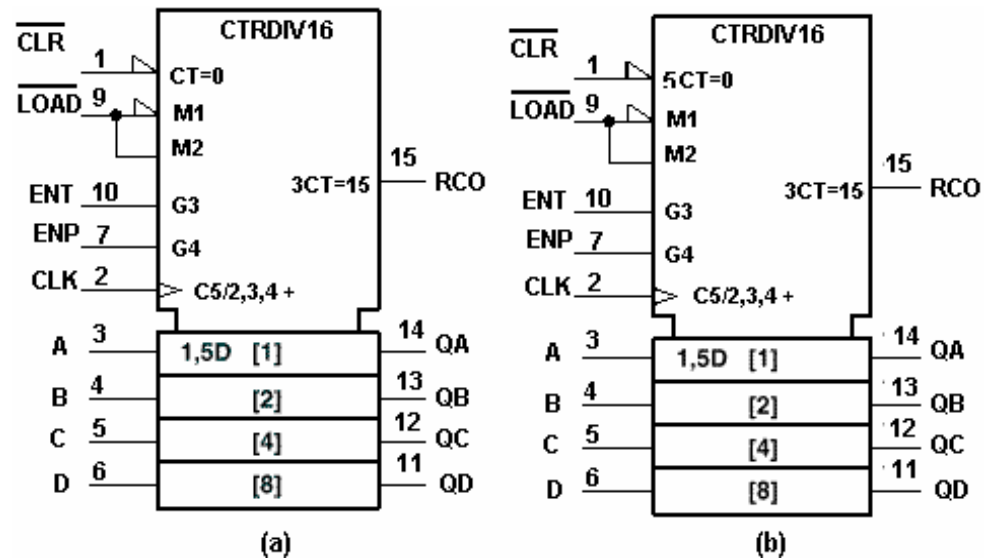 CTRDIV16
CLR
1
CT=0
LOAD
9
M1
M2
15
3CT=15
RCO
ENT
10
G3
ENP
7
G4
CLK
2
C5/2,3,4 +
A
3
1,5D [1]
14
QA
B
4
[2]
13
QB
C
5
[4]
12
QC
D
6
[8]
11
QD
(a)
CTRDIV16
CLR
1
5CT=0
LOAD
9
M1
M2
15
3CT=15
RCO
ENT
10
G3
ENP
7
G4
CLK
2
C5/2,3,4 +
A
3
1,5D [1]
14
QA
B
4
[2]
13
QB
C
5
[4]
12
QC
D
6
[8]
11
QD
(b)